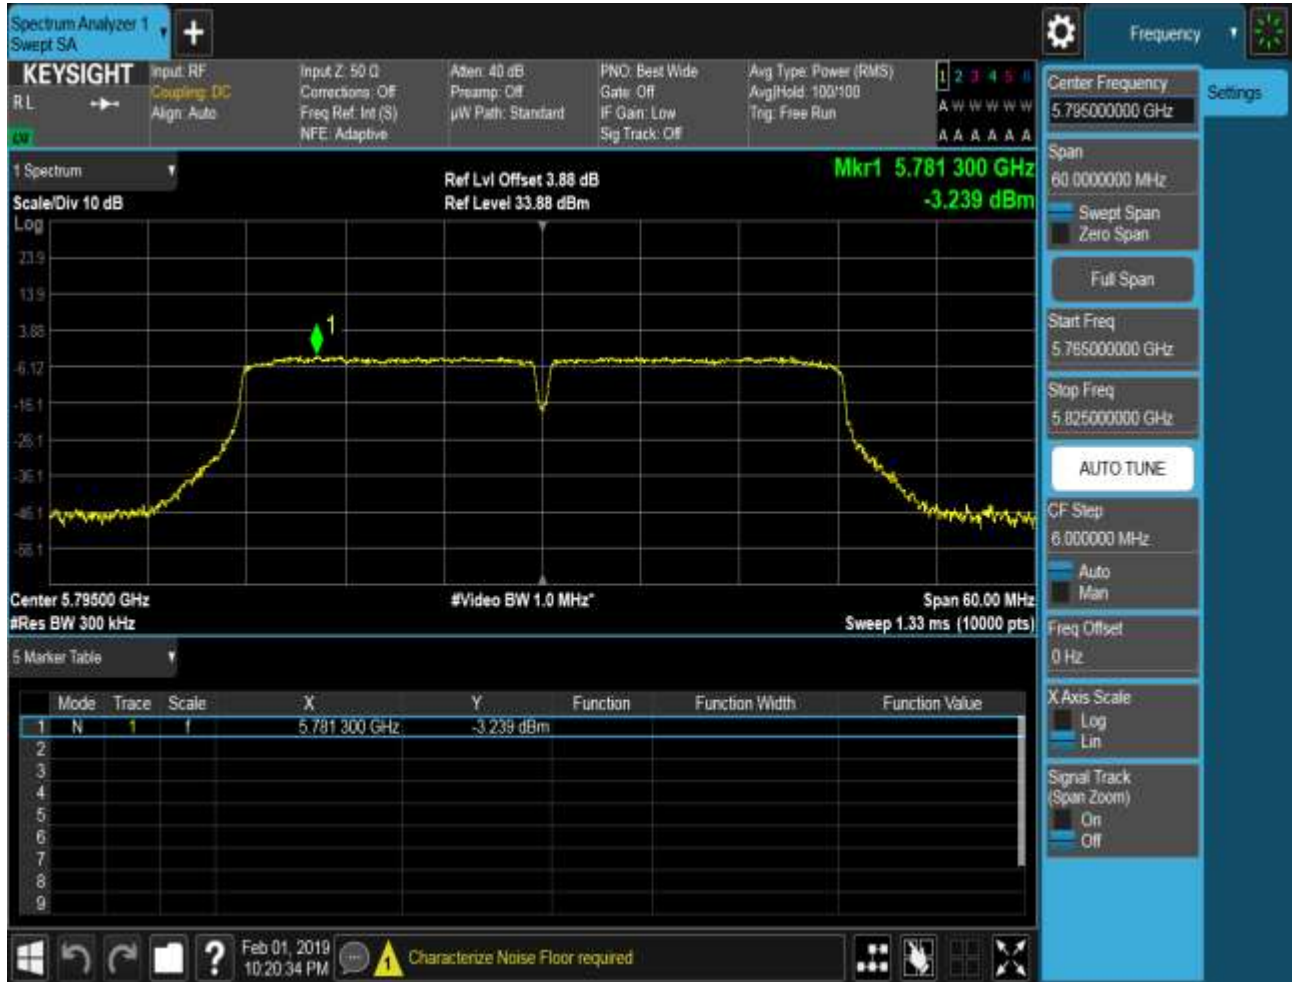 Spectrum Analyzer 1
Swept SA
+
Frequency
KEYSIGHT
RL
Input: RF
Coupling: DC
Align: Auto
Input Z: 50 Ω
Corrections: Off
Freq Ref: Int (S)
NFE: Adaptive
Atten: 40 dB
Preamp: Off
µW Path: Standard
PNO: Best Wide
Gate: Off
IF Gain: Low
Sig Track: Off
Avg Type: Power (RMS)
Avg|Hold: 100/100
Trig: Free Run
1 2 3 4 5 6
A W W W W W
A A A A A A
1 Spectrum
Scale/Div 10 dB
Ref Lvl Offset 3.88 dB
Ref Level 33.88 dBm
Mkr1 5.781 300 GHz
-3.239 dBm
Log
23.9
13.9
3.88
-6.12
-16.1
-26.1
-36.1
-46.1
-56.1
1
Center 5.79500 GHz
#Res BW 300 kHz
#Video BW 1.0 MHz*
Span 60.00 MHz
Sweep 1.33 ms (10000 pts)
5 Marker Table
Mode Trace Scale X Y Function Function Width Function Value
1 N 1 f 5.781 300 GHz -3.239 dBm
2
3
4
5
6
7
8
9
Feb 01, 2019
10:20:34 PM
?
1
Characterize Noise Floor required
Settings
Center Frequency
5.795000000 GHz
Span
60.0000000 MHz
Swept Span
Zero Span
Full Span
Start Freq
5.765000000 GHz
Stop Freq
5.825000000 GHz
AUTO TUNE
CF Step
6.000000 MHz
Auto
Man
Freq Offset
0 Hz
X Axis Scale
Log
Lin
Signal Track
(Span Zoom)
On
Off